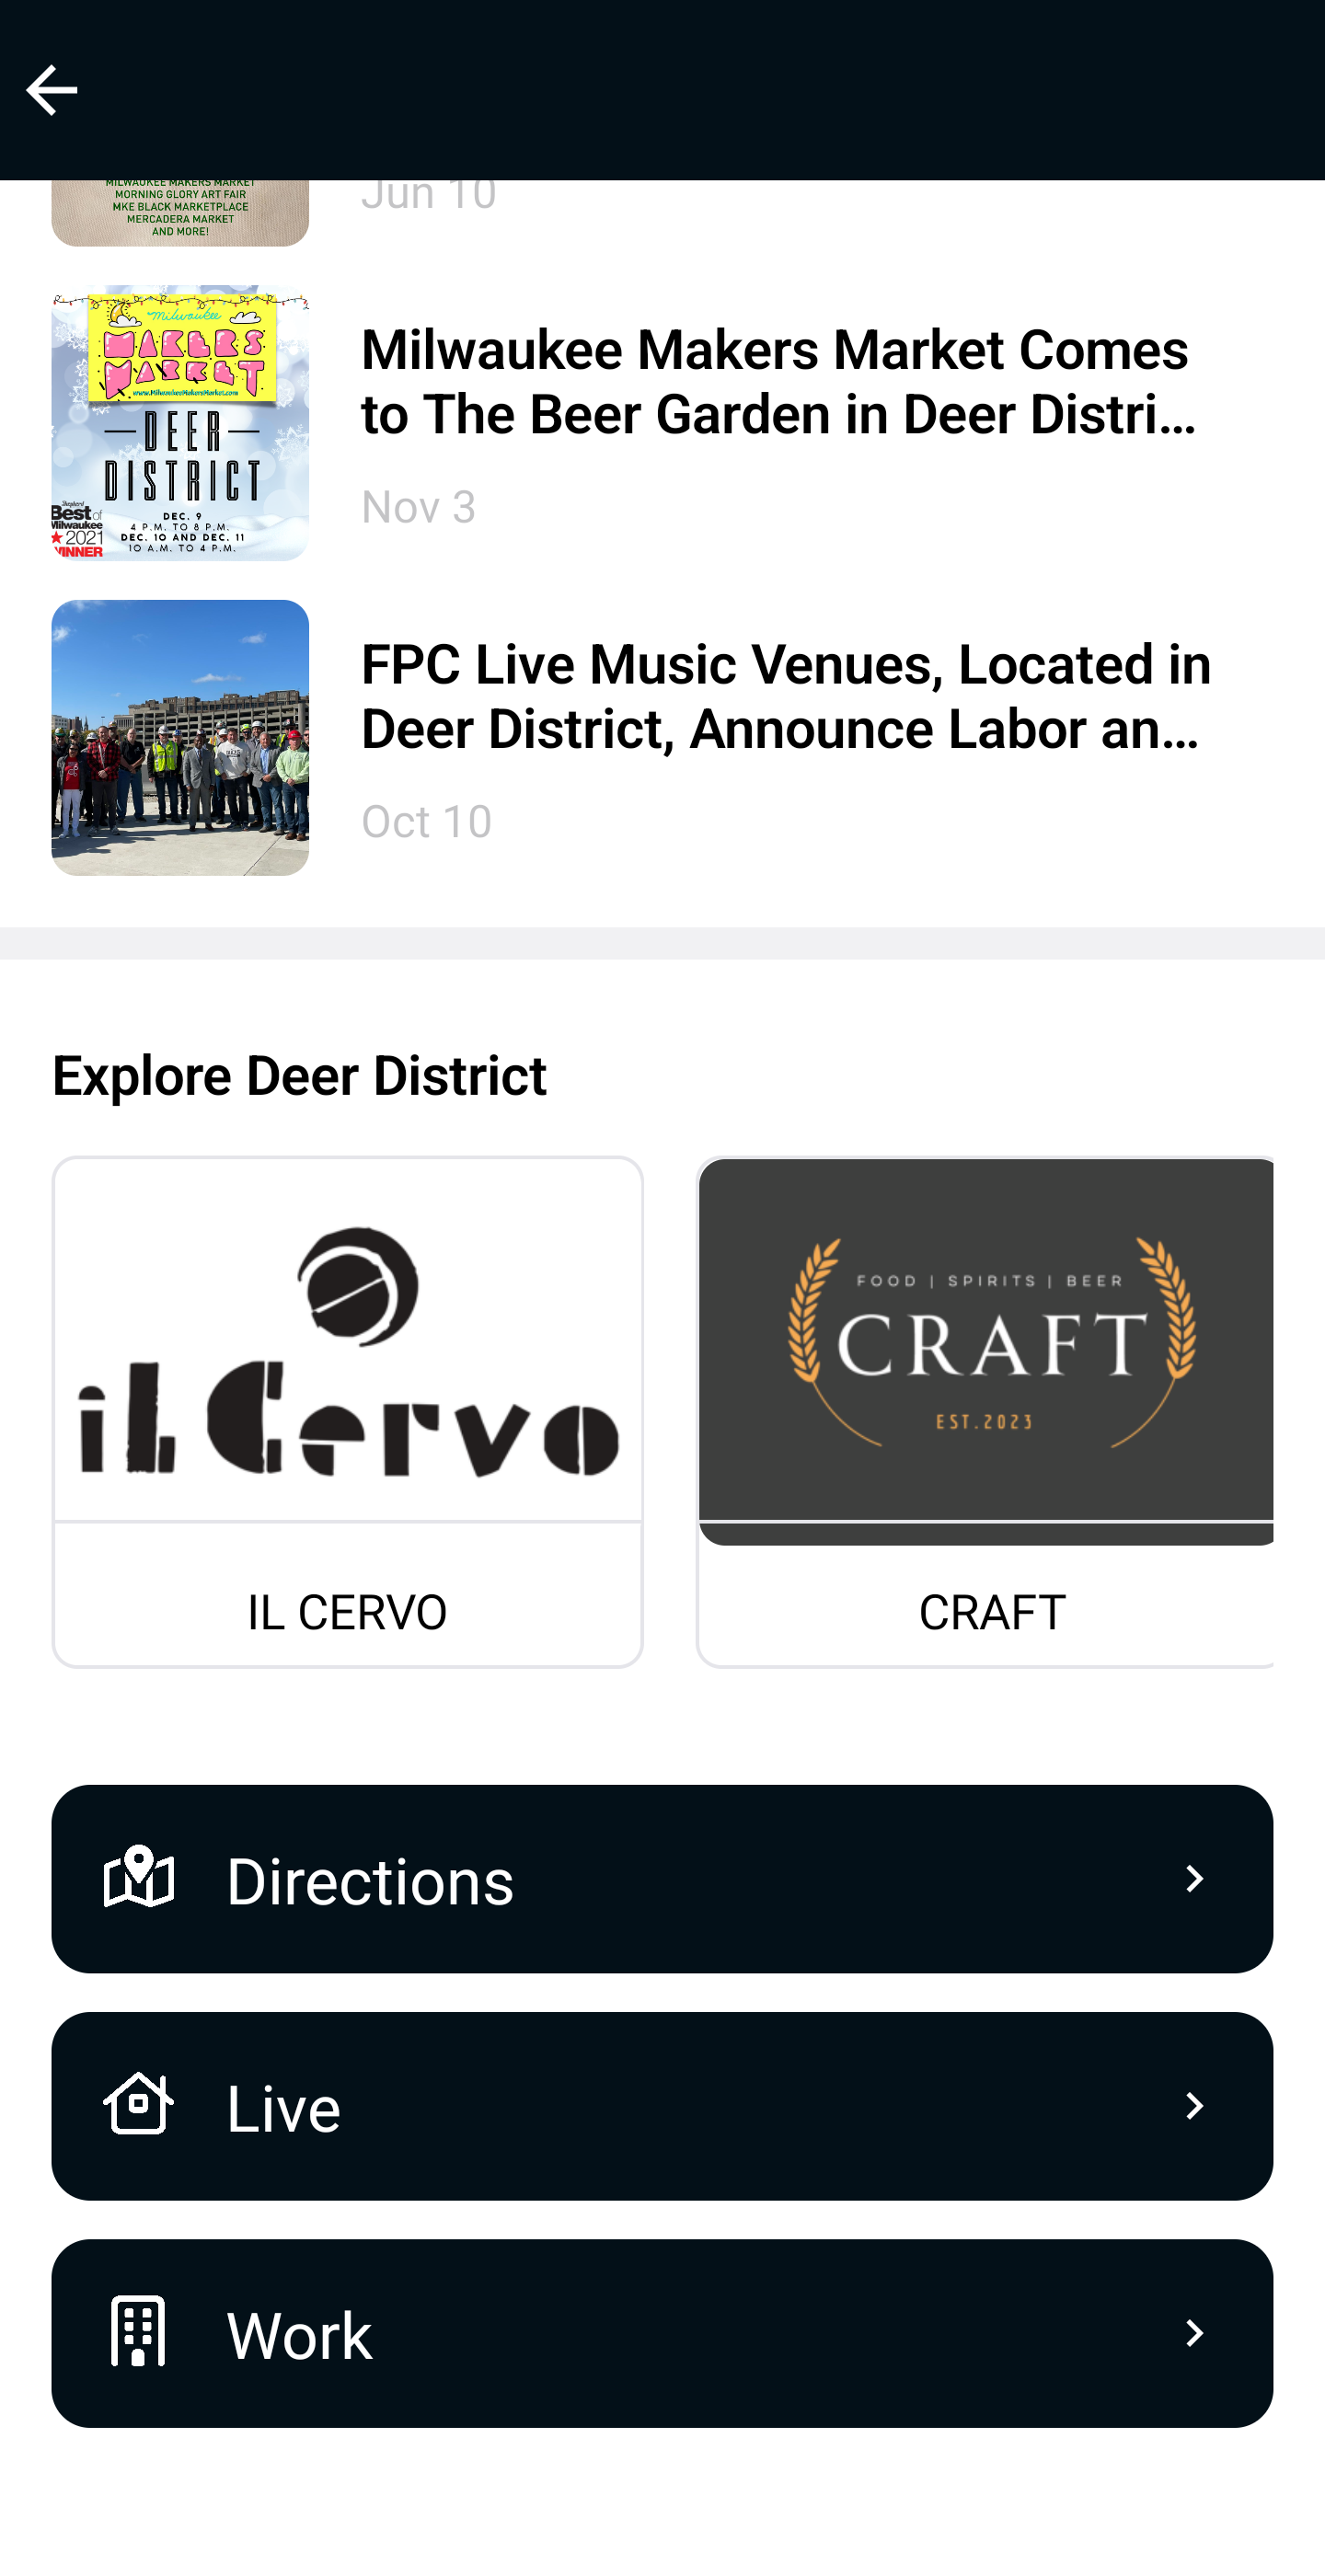 MILWAUKEE MAKERS MARKET
MORNING GLORY ART FAIR
MKE BLACK MARKETPLACE
MERCADERA MARKET
AND MORE!
Jun 10
milwaukee
MAKERS
MARKET
www.MilwaukeeMakersMarket.com
DEER
DISTRICT
Shepherd
Best of
Milwaukee
2021
WINNER
DEC. 9
4 P.M. TO 8 P.M.
DEC. 10 AND DEC. 11
10 A.M. TO 4 P.M.
Milwaukee Makers Market Comes
to The Beer Garden in Deer Distri...
Nov 3
FPC Live Music Venues, Located in
Deer District, Announce Labor an...
Oct 10
Explore Deer District
iL Cervo
IL CERVO
FOOD | SPIRITS | BEER
CRAFT
EST.2023
CRAFT
Directions
Live
Work